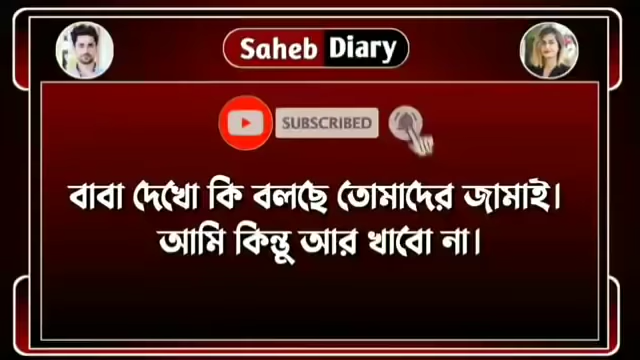 Saheb Diary
SUBSCRIBED
বাবা দেখো কি বলছে তোমাদের জামাই।
আমি কিন্তু আর খাবো না।